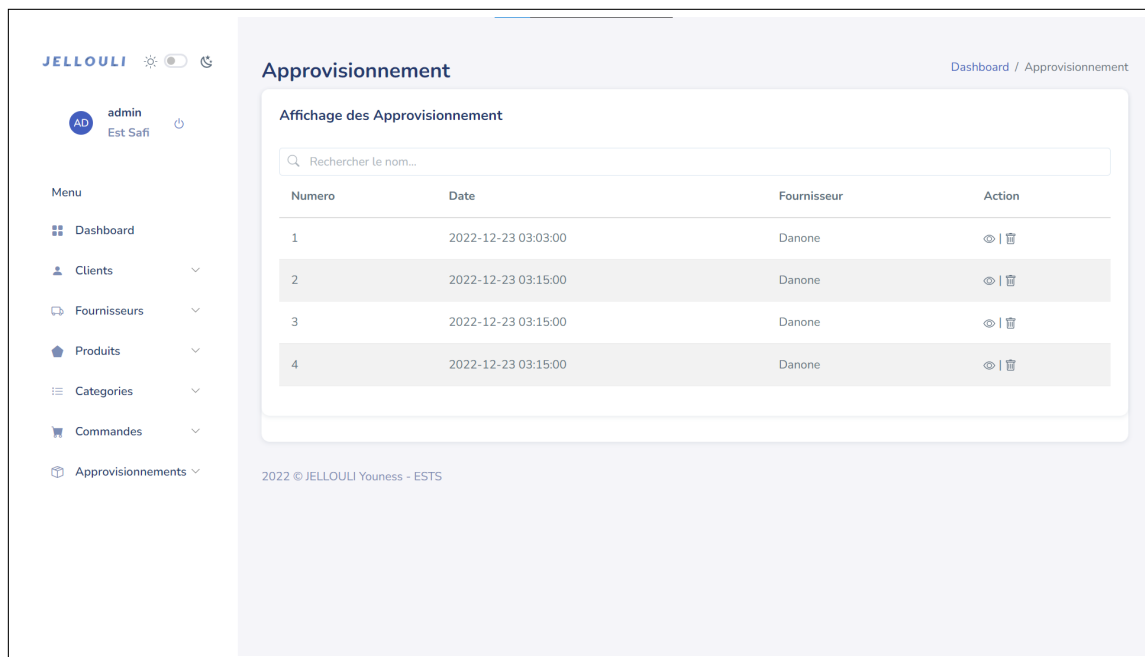 JELLOULI
AD
admin
Est Safi
Menu
Dashboard
Clients
Fournisseurs
Produits
Categories
Commandes
Approvisionnements
Approvisionnement
Dashboard / Approvisionnement
Affichage des Approvisionnement
Rechercher le nom...
Numero Date Fournisseur Action
1 2022-12-23 03:03:00 Danone |
2 2022-12-23 03:15:00 Danone |
3 2022-12-23 03:15:00 Danone |
4 2022-12-23 03:15:00 Danone |
2022 © JELLOULI Youness - ESTS